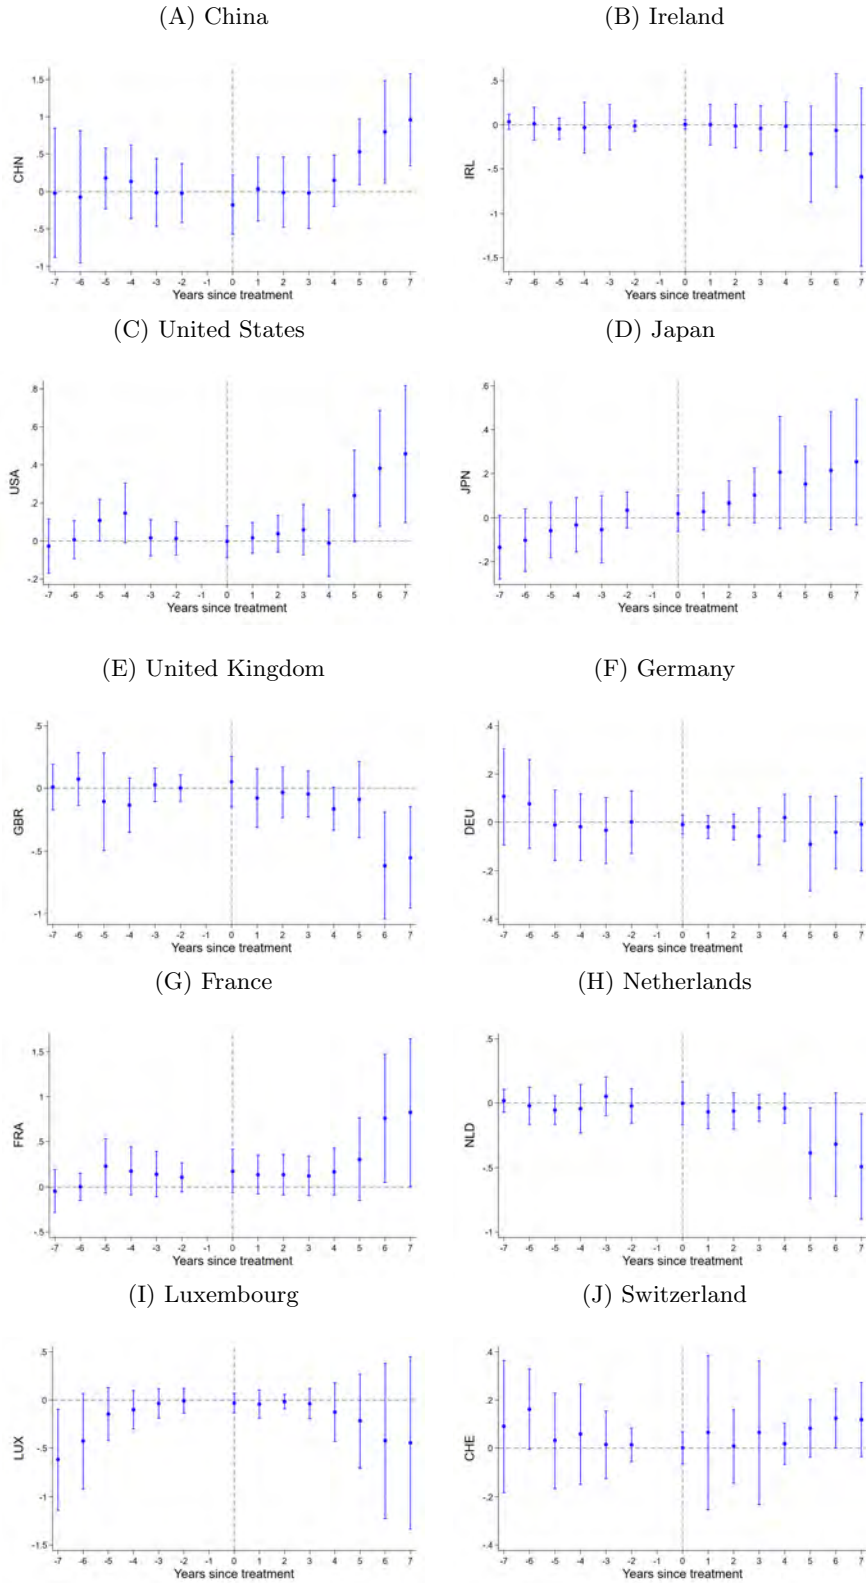 (A) China
CHN
1.5
1
.5
0
-.5
-1
-7 -6 -5 -4 -3 -2 -1 0 1 2 3 4 5 6 7
Years since treatment
(B) Ireland
IRL
.5
0
-.5
-1
-1.5
-7 -6 -5 -4 -3 -2 -1 0 1 2 3 4 5 6 7
Years since treatment
(C) United States
USA
.8
.6
.4
.2
0
-.2
-7 -6 -5 -4 -3 -2 -1 0 1 2 3 4 5 6 7
Years since treatment
(D) Japan
JPN
.6
.4
.2
0
-.2
-7 -6 -5 -4 -3 -2 -1 0 1 2 3 4 5 6 7
Years since treatment
(E) United Kingdom
GBR
.5
0
-.5
-1
-7 -6 -5 -4 -3 -2 -1 0 1 2 3 4 5 6 7
Years since treatment
(F) Germany
DEU
.4
.2
0
-.2
-.4
-7 -6 -5 -4 -3 -2 -1 0 1 2 3 4 5 6 7
Years since treatment
(G) France
FRA
1.5
1
.5
0
-.5
-7 -6 -5 -4 -3 -2 -1 0 1 2 3 4 5 6 7
Years since treatment
(H) Netherlands
NLD
.5
0
-.5
-1
-7 -6 -5 -4 -3 -2 -1 0 1 2 3 4 5 6 7
Years since treatment
(I) Luxembourg
LUX
.5
0
-.5
-1
-1.5
-7 -6 -5 -4 -3 -2 -1 0 1 2 3 4 5 6 7
Years since treatment
(J) Switzerland
CHE
.4
.2
0
-.2
-.4
-7 -6 -5 -4 -3 -2 -1 0 1 2 3 4 5 6 7
Years since treatment